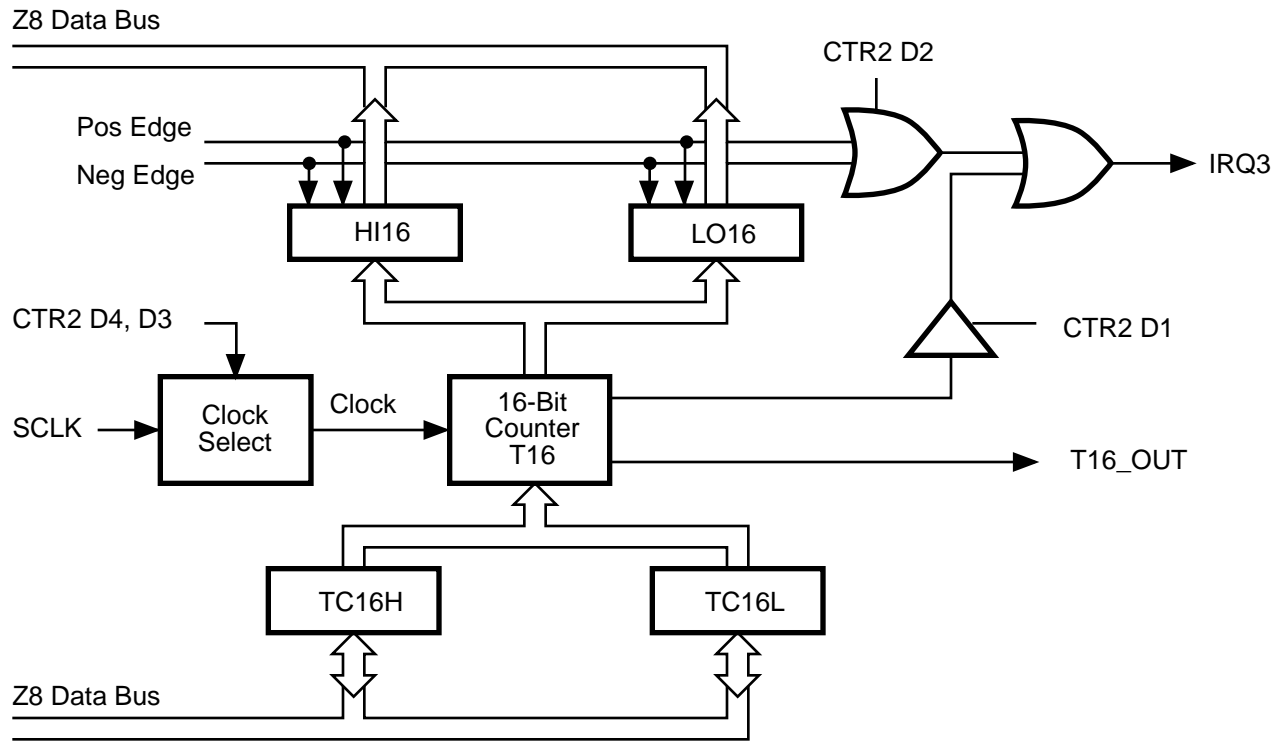 Z8 Data Bus
CTR2 D2
Pos Edge
Neg Edge
IRQ3
HI16
LO16
CTR2 D4, D3
CTR2 D1
SCLK
Clock
Select
Clock
16-Bit
Counter
T16
T16_OUT
TC16H
TC16L
Z8 Data Bus